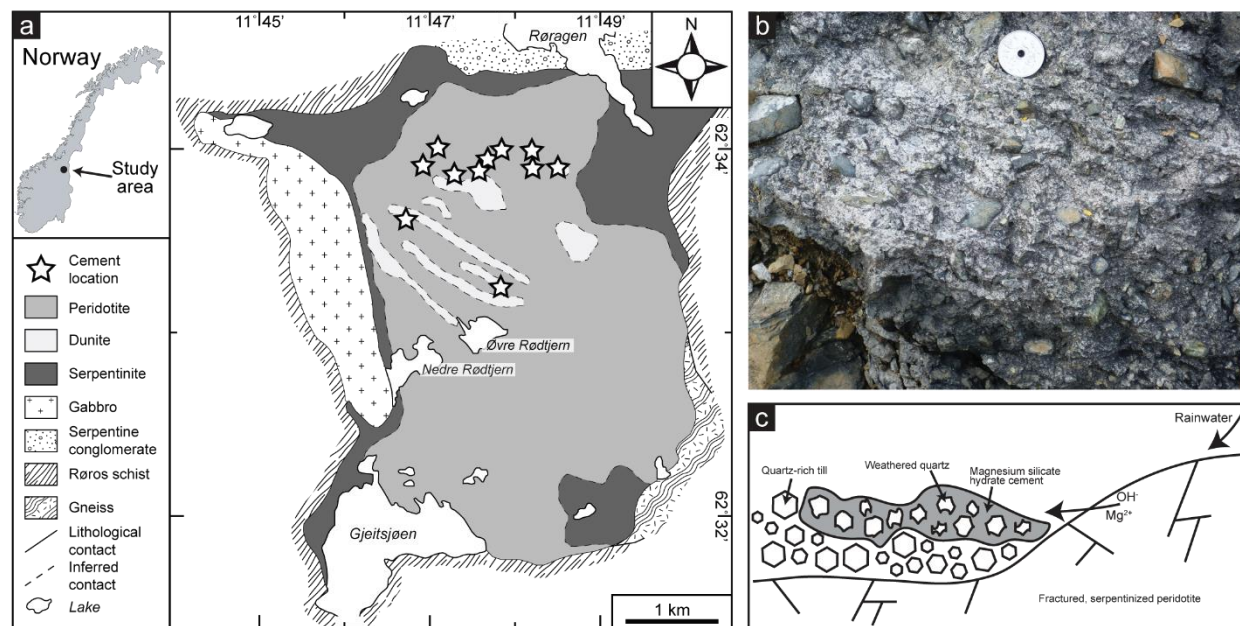 a
11°45'
11°47'
11°49'
Norway
Study
area
Røragen
N
62°34'
62°32'
Øvre Rødtjern
Nedre Rødtjern
Gjeitsjøen
1 km
Cement
location
Peridotite
Dunite
Serpentinite
Gabbro
Serpentine
conglomerate
Røros schist
Gneiss
Lithological
contact
Inferred
contact
Lake
b
c
Rainwater
Quartz-rich till
Weathered quartz
Magnesium silicate
hydrate cement
OH-
Mg2+
Fractured, serpentinized peridotite